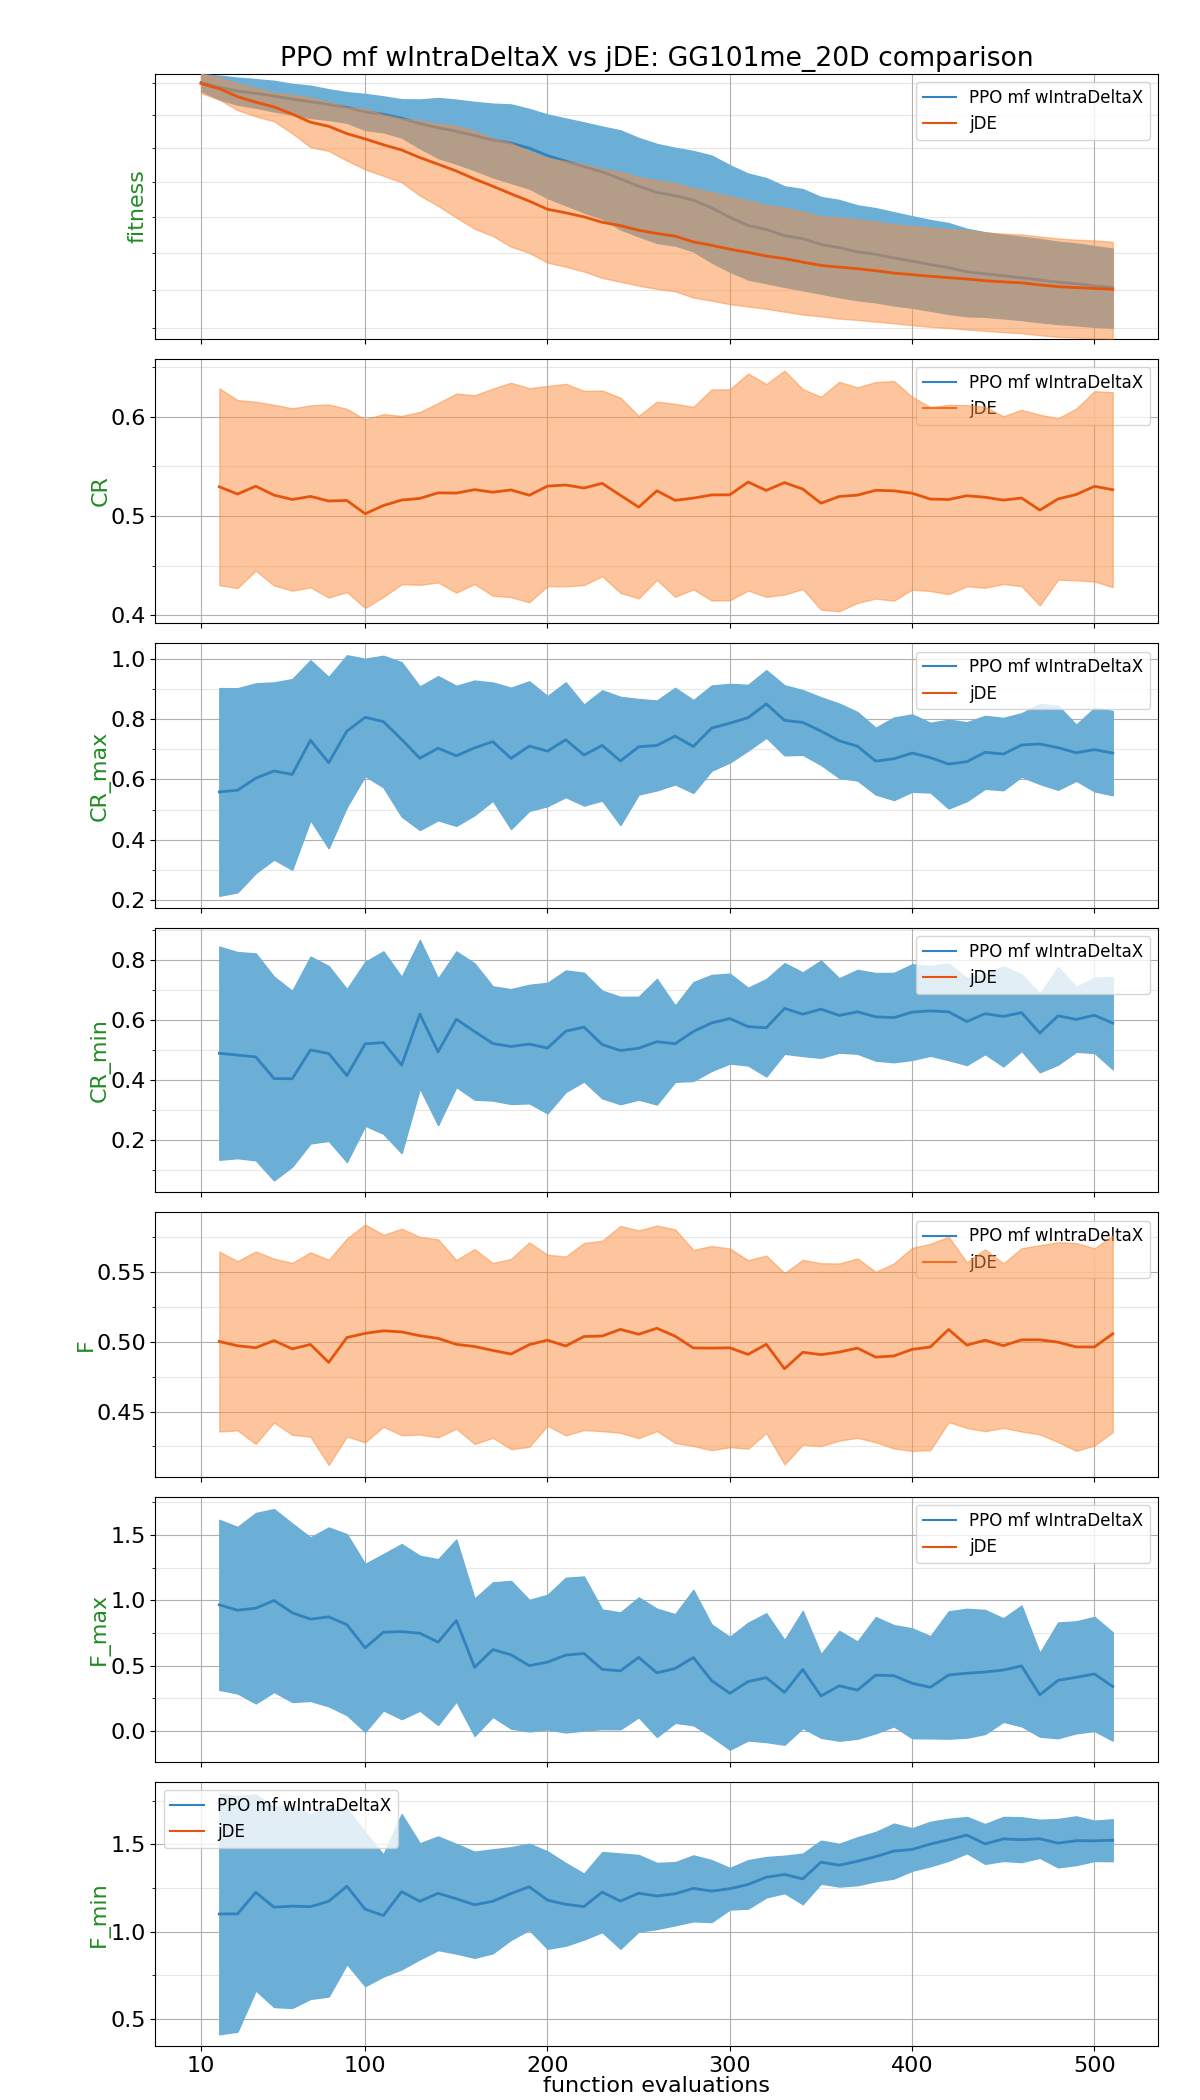 PPO mf wIntraDeltaX vs jDE: GG101me_20D comparison
fitness
PPO mf wIntraDeltaX
jDE
CR
0.6
0.5
0.4
PPO mf wIntraDeltaX
jDE
CR_max
1.0
0.8
0.6
0.4
0.2
PPO mf wIntraDeltaX
jDE
CR_min
0.8
0.6
0.4
0.2
PPO mf wIntraDeltaX
jDE
F
0.55
0.50
0.45
PPO mf wIntraDeltaX
jDE
F_max
1.5
1.0
0.5
0.0
PPO mf wIntraDeltaX
jDE
F_min
1.5
1.0
0.5
PPO mf wIntraDeltaX
jDE
10 100 200 300 400 500
function evaluations